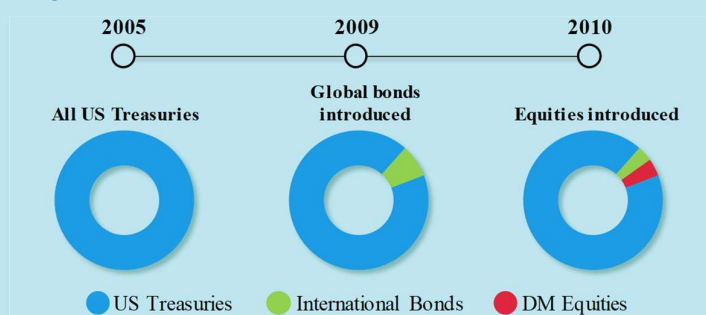 2005
2009
2010
All US Treasuries
Global bonds
introduced
Equities introduced
US Treasuries
International Bonds
DM Equities